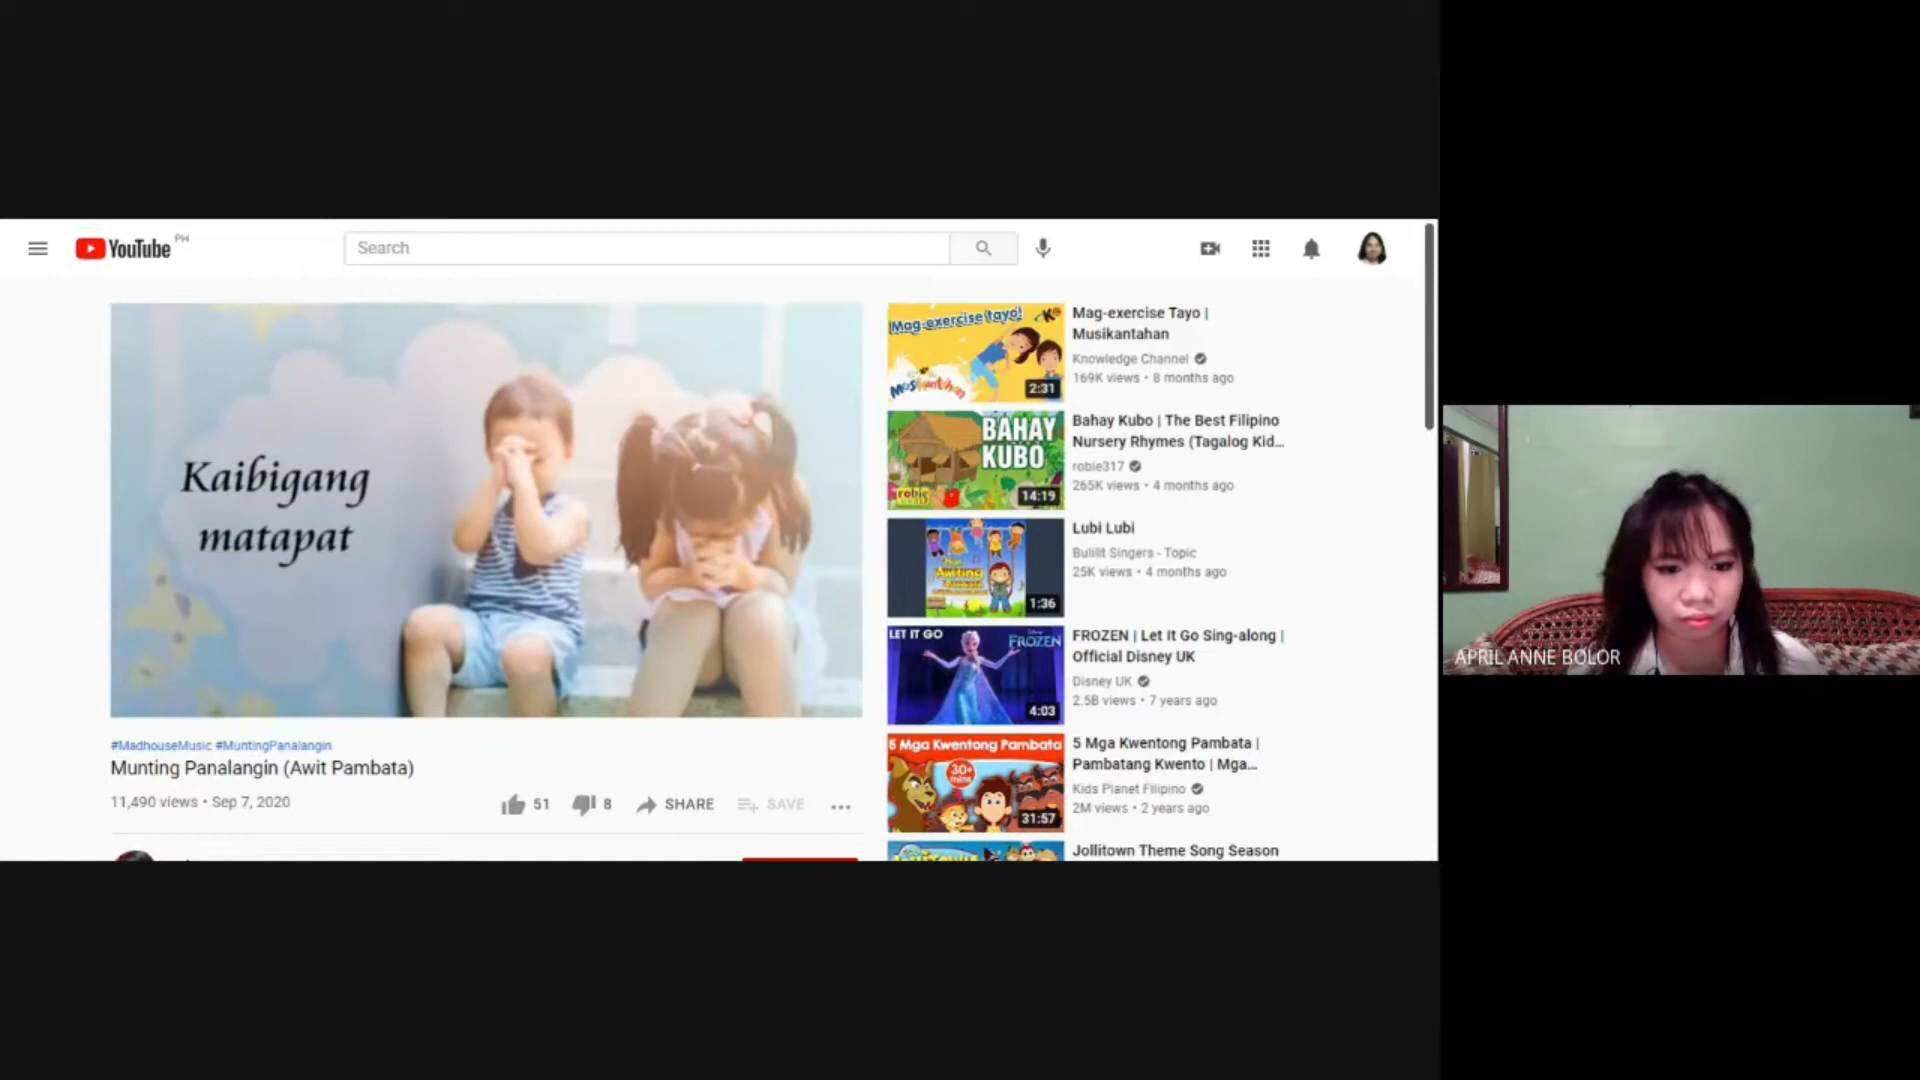 YouTube PH
Search
Kaibigang
matapat
#MadhouseMusic #MuntingPanalangin
Munting Panalangin (Awit Pambata)
11,490 views • Sep 7, 2020
51
8
SHARE
SAVE
Mag-exercise tayo!
2:31
Mag-exercise Tayo |
Musikantahan
Knowledge Channel
169K views • 8 months ago
BAHAY
KUBO
robie
14:19
Bahay Kubo | The Best Filipino
Nursery Rhymes (Tagalog Kid...
robie317
265K views • 4 months ago
Mga
Awiting
1:36
Lubi Lubi
Bulilit Singers - Topic
25K views • 4 months ago
LET IT GO
FROZEN
4:03
FROZEN | Let It Go Sing-along |
Official Disney UK
Disney UK
2.5B views • 7 years ago
5 Mga Kwentong Pambata
30+
mins
31:57
5 Mga Kwentong Pambata |
Pambatang Kwento | Mga...
Kids Planet Filipino
2M views • 2 years ago
Jollitown Theme Song Season
APRIL ANNE BOLOR